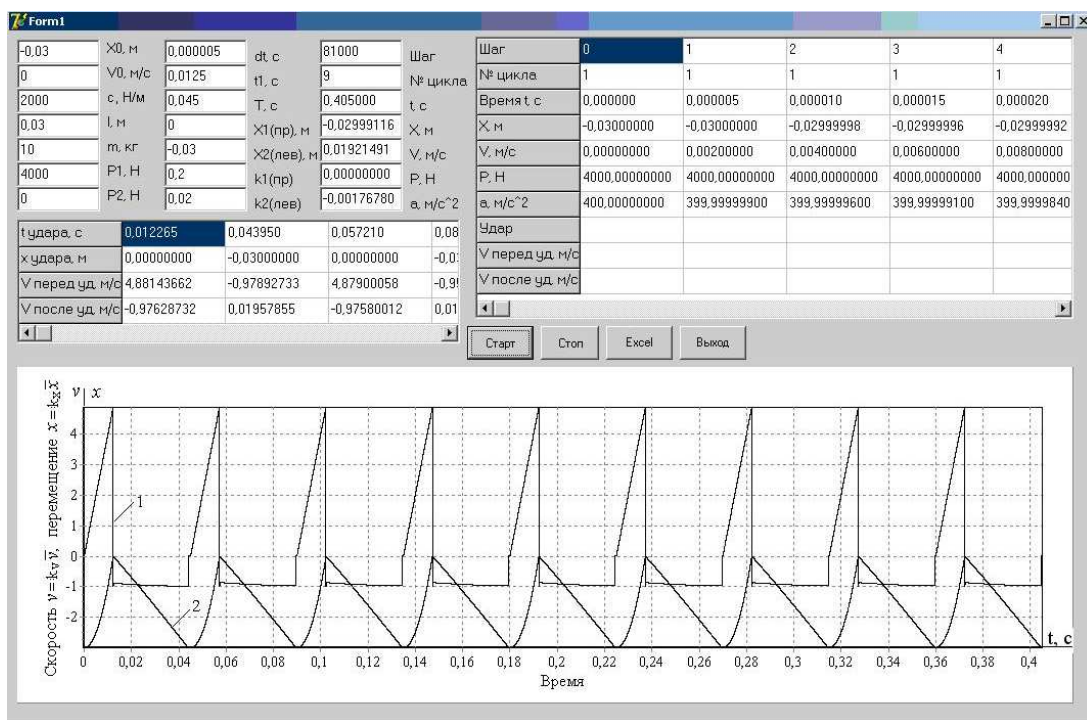 Form1
-0,03 X0, м 0,000005 dt, с 81000 Шаг
0 V0, м/с 0,0125 t1, с 9 № цикла
2000 с, Н/м 0,045 T, с 0,405000 t, с
0,03 l, м 0 X1(пр), м -0,02999116 X, м
10 m, кг -0,03 X2(лев), м 0,01921491 V, м/с
4000 P1, Н 0,2 k1(пр) 0,00000000 P, Н
0 P2, Н 0,02 k2(лев) -0,00176780 a, м/с^2
Шаг 0 1 2 3 4
№ цикла 1 1 1 1 1
Время t, с 0,000000 0,000005 0,000010 0,000015 0,000020
X, м -0,03000000 -0,03000000 -0,02999998 -0,02999996 -0,02999992
V, м/с 0,00000000 0,00200000 0,00400000 0,00600000 0,00800000
P, Н 4000,00000000 4000,00000000 4000,00000000 4000,00000000 4000,000000
a, м/с^2 400,00000000 399,99999900 399,99999600 399,99999100 399,9999840
Удар
V перед уд, м/с
V после уд, м/с
t удара, с 0,012265 0,043950 0,057210 0,08
x удара, м 0,00000000 -0,03000000 0,00000000 -0,0
V перед уд, м/с 4,88143662 -0,97892733 4,87900058 -0,9
V после уд, м/с -0,97628732 0,01957855 -0,97580012 0,01
Старт Стоп Excel Выход
Скорость v=kvv̅, перемещение x=kxx̅
v x
4
3
2
1
0
-1
-2
1
2
t, с
0 0,02 0,04 0,06 0,08 0,1 0,12 0,14 0,16 0,18 0,2 0,22 0,24 0,26 0,28 0,3 0,32 0,34 0,36 0,38 0,4
Время